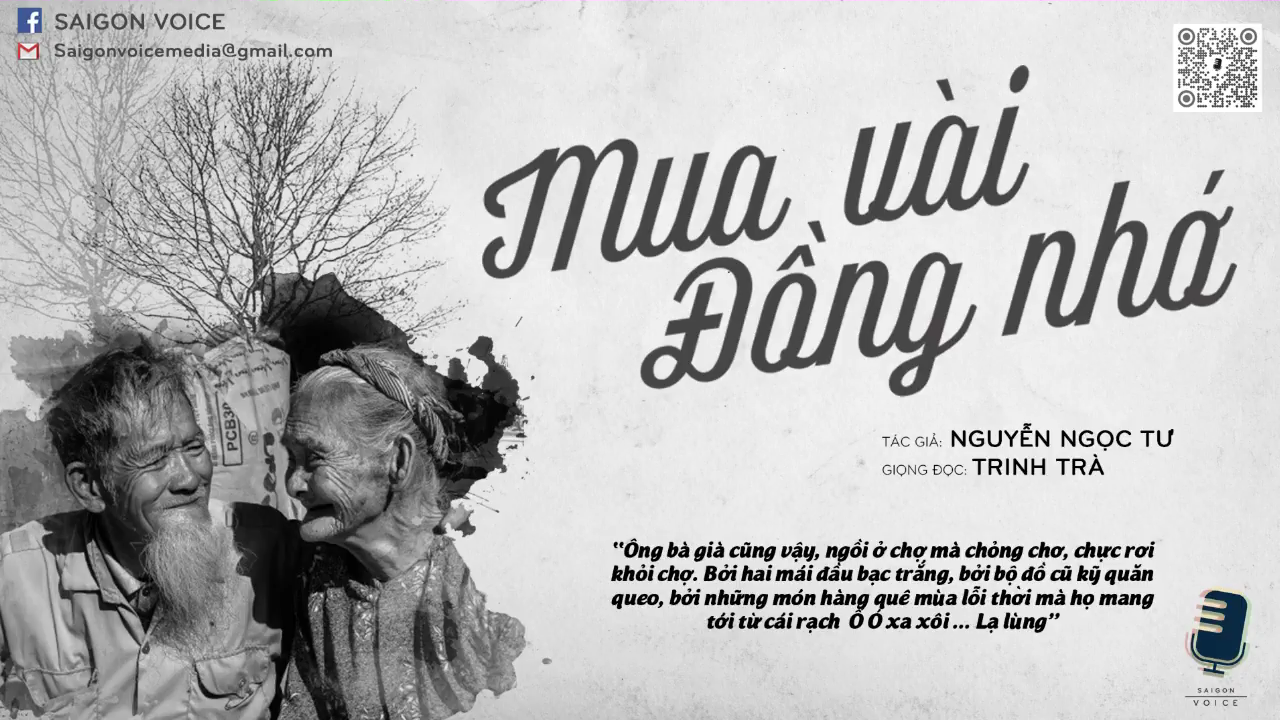 SAIGON VOICE
Saigonvoicemedia@gmail.com
Mua vài
Đồng nhớ
TÁC GIẢ: NGUYỄN NGỌC TƯ
GIỌNG ĐỌC: TRINH TRÀ
PCB30
“Ông bà già cũng vậy, ngồi ở chợ mà chỏng chơ, chực rơi
khỏi chợ. Bởi hai mái đầu bạc trắng, bởi bộ đồ cũ kỹ quăn
queo, bởi những món hàng quê mùa lỗi thời mà họ mang
tới từ cái rạch Ô Ó xa xôi ... Lạ lùng”
SAIGON
VOICE